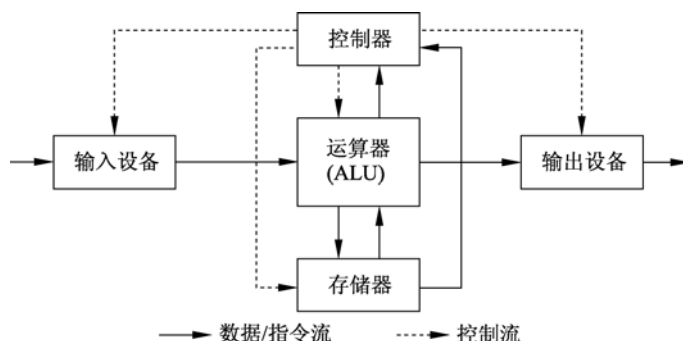 控制器
输入设备
运算器
(ALU)
输出设备
存储器
数据/指令流
控制流